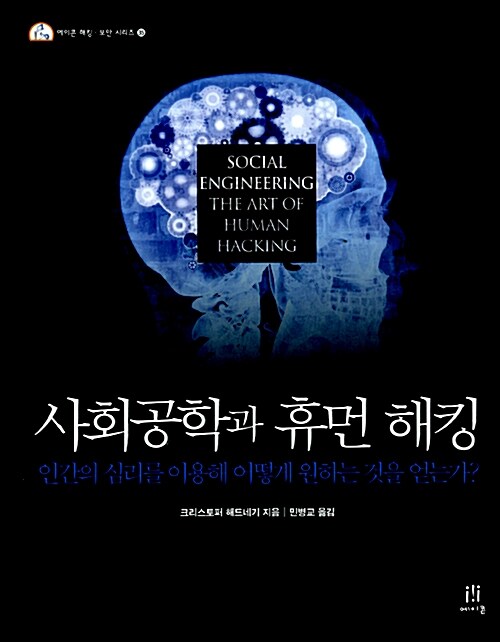 에이콘 해킹 · 보안 시리즈
SOCIAL
ENGINEERING
THE ART OF
HUMAN
HACKING
사회공학과 휴먼 해킹
인간의 심리를 이용해 어떻게 원하는 것을 얻는가?
크리스토퍼 해드네기 지음 | 민병교 옮김
에이콘